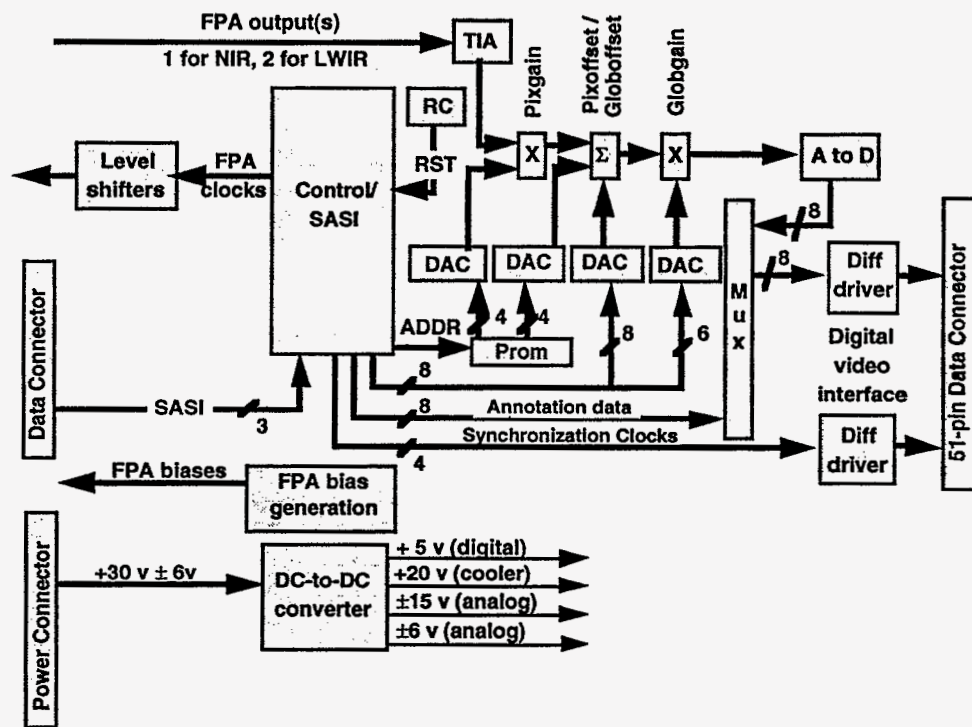 FPA output(s)
1 for NIR, 2 for LWIR
TIA
Pixgain
Pixoffset/
Globoffset
Globgain
RC
RST
Level
shifters
FPA
clocks
Control/
SASI
X
Σ
X
A to D
8
DAC
DAC
DAC
DAC
Mux
8
Diff
driver
ADDR
4
4
Prom
8
6
Digital
video
interface
8
8
Annotation data
Synchronization Clocks
4
Diff
driver
51-pin Data Connector
Data Connector
SASI
3
FPA biases
FPA bias
generation
Power Connector
+30 v ± 6v
DC-to-DC
converter
+ 5 v (digital)
+20 v (cooler)
±15 v (analog)
±6 v (analog)